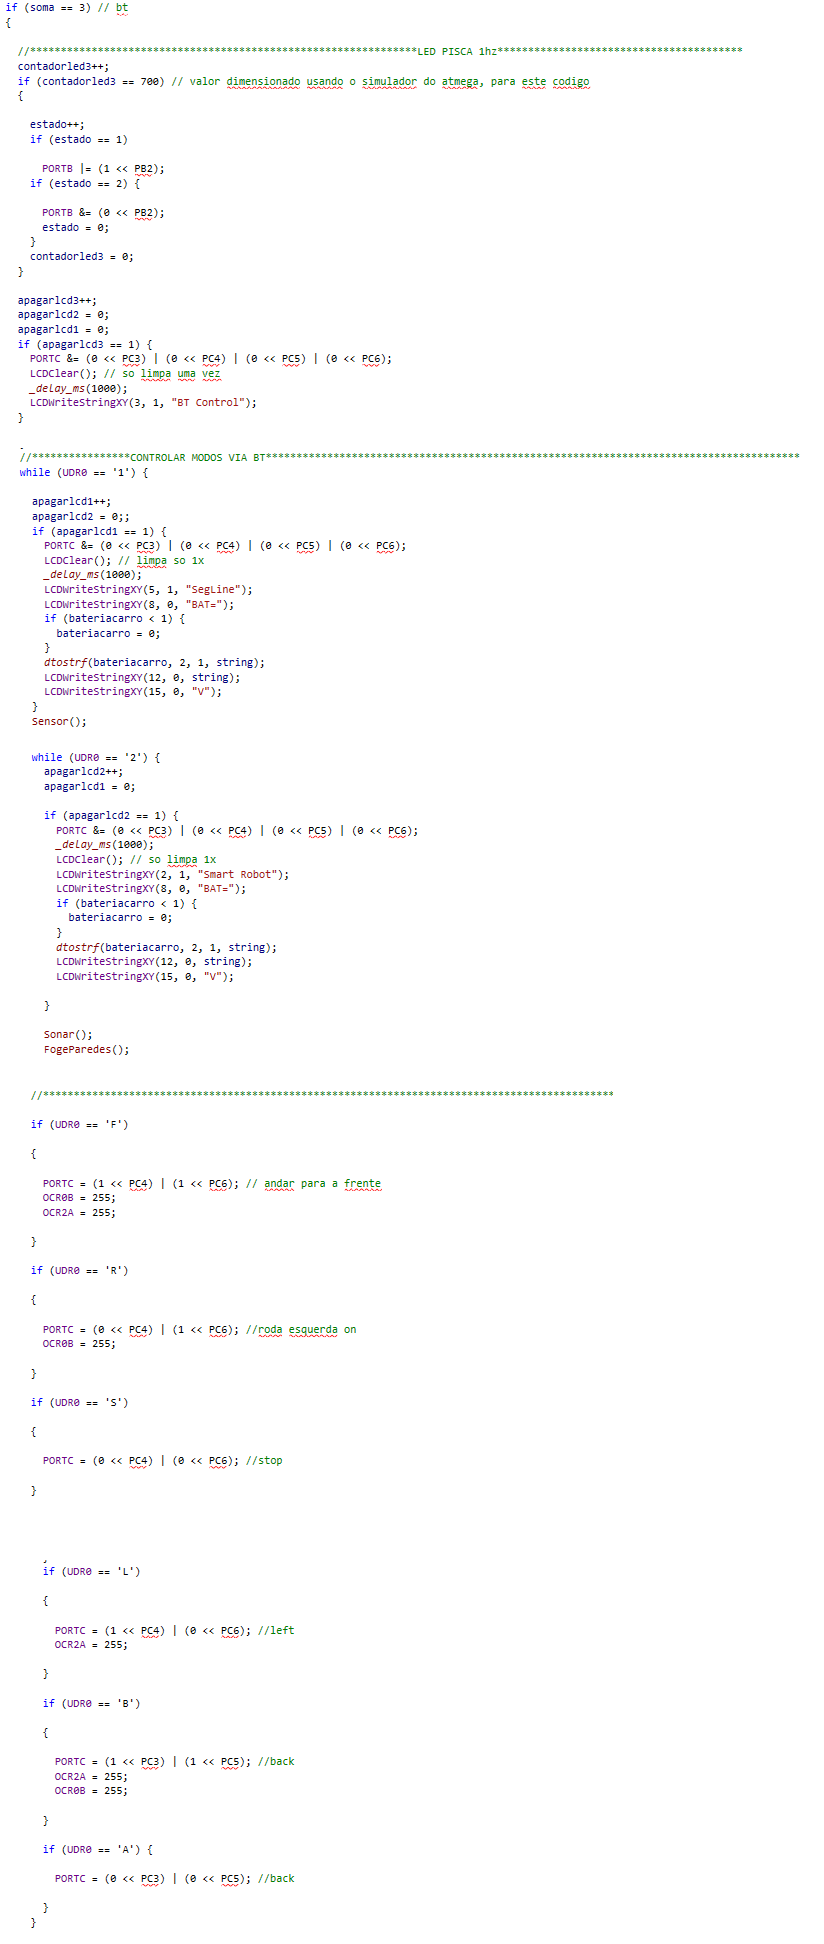 if (soma == 3) // bt
{
//***************************************************************LED PISCA 1hz****************************************
contadorled3++;
if (contadorled3 == 700) // valor dimensionado usando o simulador do atmega, para este codigo
{
estado++;
if (estado == 1)
PORTB |= (1 << PB2);
if (estado == 2) {
PORTB &= (0 << PB2);
estado = 0;
}
contadorled3 = 0;
}
apagarlcd3++;
apagarlcd2 = 0;
apagarlcd1 = 0;
if (apagarlcd3 == 1) {
PORTC &= (0 << PC3) | (0 << PC4) | (0 << PC5) | (0 << PC6);
LCDClear(); // so limpa uma vez
_delay_ms(1000);
LCDWriteStringXY(3, 1, "BT Control");
}
//****************CONTROLAR MODOS VIA BT***************************************************************************************
while (UDR0 == '1') {
apagarlcd1++;
apagarlcd2 = 0;;
if (apagarlcd1 == 1) {
PORTC &= (0 << PC3) | (0 << PC4) | (0 << PC5) | (0 << PC6);
LCDClear(); // limpa so 1x
_delay_ms(1000);
LCDWriteStringXY(5, 1, "SegLine");
LCDWriteStringXY(8, 0, "BAT=");
if (bateriacarro < 1) {
bateriacarro = 0;
}
dtostrf(bateriacarro, 2, 1, string);
LCDWriteStringXY(12, 0, string);
LCDWriteStringXY(15, 0, "V");
}
Sensor();
while (UDR0 == '2') {
apagarlcd2++;
apagarlcd1 = 0;
if (apagarlcd2 == 1) {
PORTC &= (0 << PC3) | (0 << PC4) | (0 << PC5) | (0 << PC6);
_delay_ms(1000);
LCDClear(); // so limpa 1x
LCDWriteStringXY(2, 1, "Smart Robot");
LCDWriteStringXY(8, 0, "BAT=");
if (bateriacarro < 1) {
bateriacarro = 0;
}
dtostrf(bateriacarro, 2, 1, string);
LCDWriteStringXY(12, 0, string);
LCDWriteStringXY(15, 0, "V");
}
Sonar();
FogeParedes();
//*********************************************************************************************
if (UDR0 == 'F')
{
PORTC = (1 << PC4) | (1 << PC6); // andar para a frente
OCR0B = 255;
OCR2A = 255;
}
if (UDR0 == 'R')
{
PORTC = (0 << PC4) | (1 << PC6); //roda esquerda on
OCR0B = 255;
}
if (UDR0 == 'S')
{
PORTC = (0 << PC4) | (0 << PC6); //stop
}
if (UDR0 == 'L')
{
PORTC = (1 << PC4) | (0 << PC6); //left
OCR2A = 255;
}
if (UDR0 == 'B')
{
PORTC = (1 << PC3) | (1 << PC5); //back
OCR2A = 255;
OCR0B = 255;
}
if (UDR0 == 'A') {
PORTC = (0 << PC3) | (0 << PC5); //back
}
}